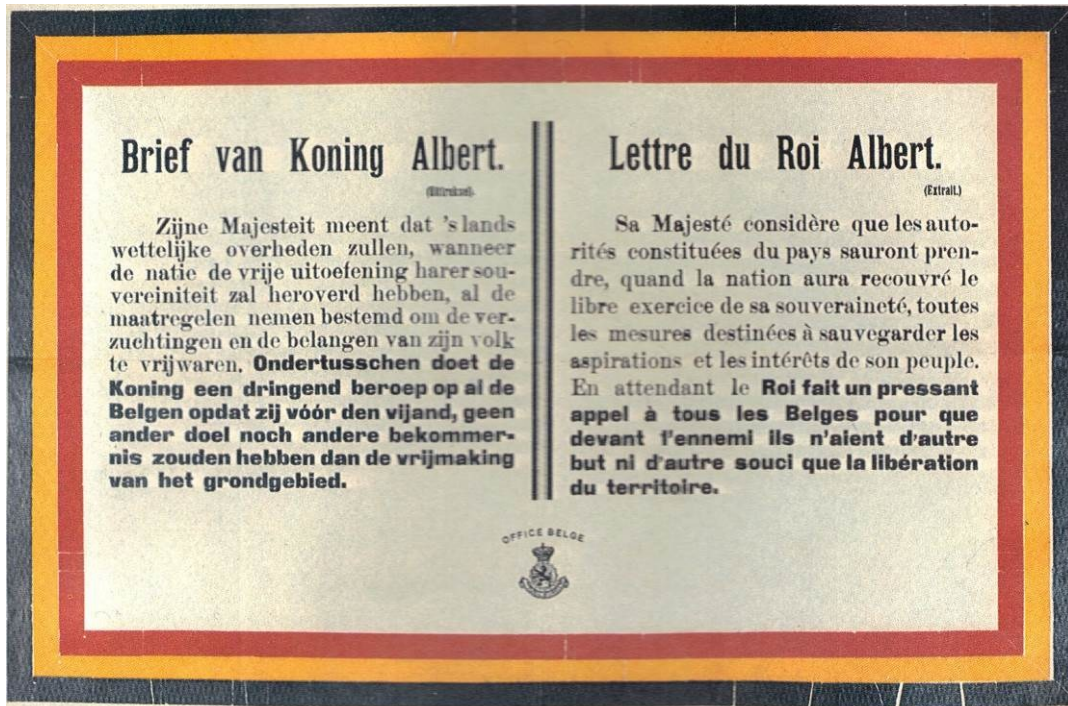 Brief van Koning Albert.
(Uittreksel).
Zijne Majesteit meent dat 's lands
wettelijke overheden zullen, wanneer
de natie de vrije uitoefening harer sou-
vereiniteit zal heroverd hebben, al de
maatregelen nemen bestemd om de ver-
zuchtingen en de belangen van zijn volk
te vrijwaren. Ondertusschen doet de
Koning een dringend beroep op al de
Belgen opdat zij vóór den vijand, geen
ander doel noch andere bekommer-
nis zouden hebben dan de vrijmaking
van het grondgebied.
Lettre du Roi Albert.
(Extrait.)
Sa Majesté considère que les auto-
rités constituées du pays sauront pren-
dre, quand la nation aura recouvré le
libre exercice de sa souveraineté, toutes
les mesures destinées à sauvegarder les
aspirations et les intérêts de son peuple.
En attendant le Roi fait un pressant
appel à tous les Belges pour que
devant l'ennemi ils n'aient d'autre
but ni d'autre souci que la libération
du territoire.
OFFICE BELGE